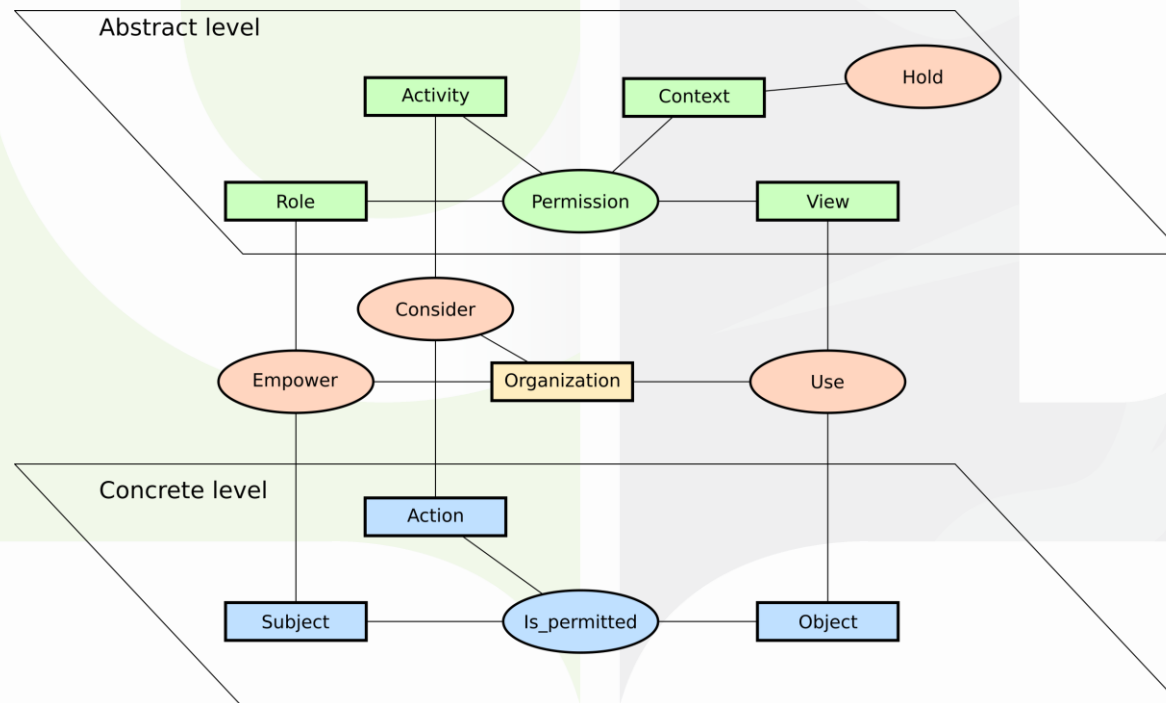 Abstract level
Hold
Activity
Context
Role
Permission
View
Consider
Empower
Organization
Use
Concrete level
Action
Subject
Is_permitted
Object